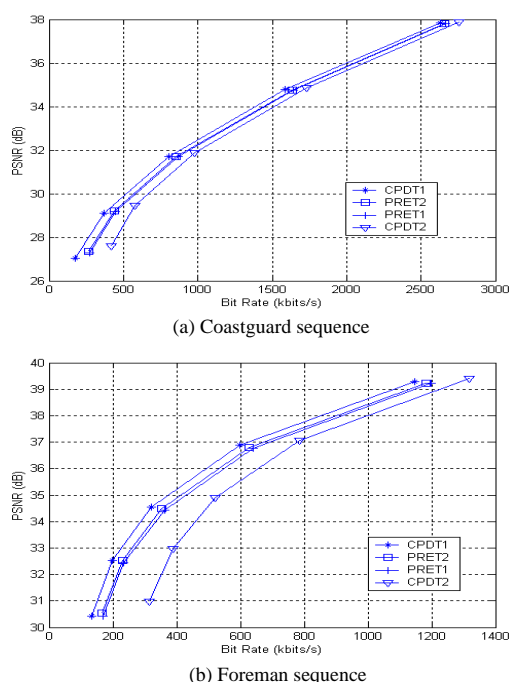 38
36
34
32
30
28
26
PSNR (dB)
CPDT1
PRET2
PRET1
CPDT2
0 500 1000 1500 2000 2500 3000
Bit Rate (kbits/s)
(a) Coastguard sequence
40
39
38
37
36
35
34
33
32
31
30
PSNR (dB)
CPDT1
PRET2
PRET1
CPDT2
0 200 400 600 800 1000 1200 1400
Bit Rate (kbits/s)
(b) Foreman sequence